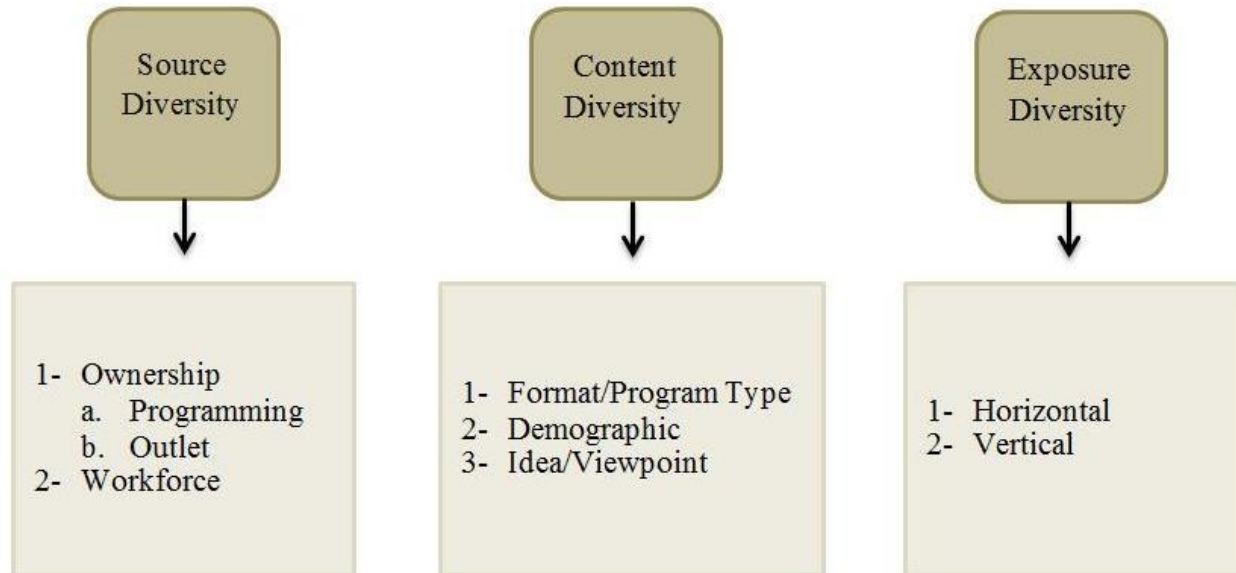 Source
Diversity
1- Ownership
a. Programming
b. Outlet
2- Workforce
Content
Diversity
1- Format/Program Type
2- Demographic
3- Idea/Viewpoint
Exposure
Diversity
1- Horizontal
2- Vertical